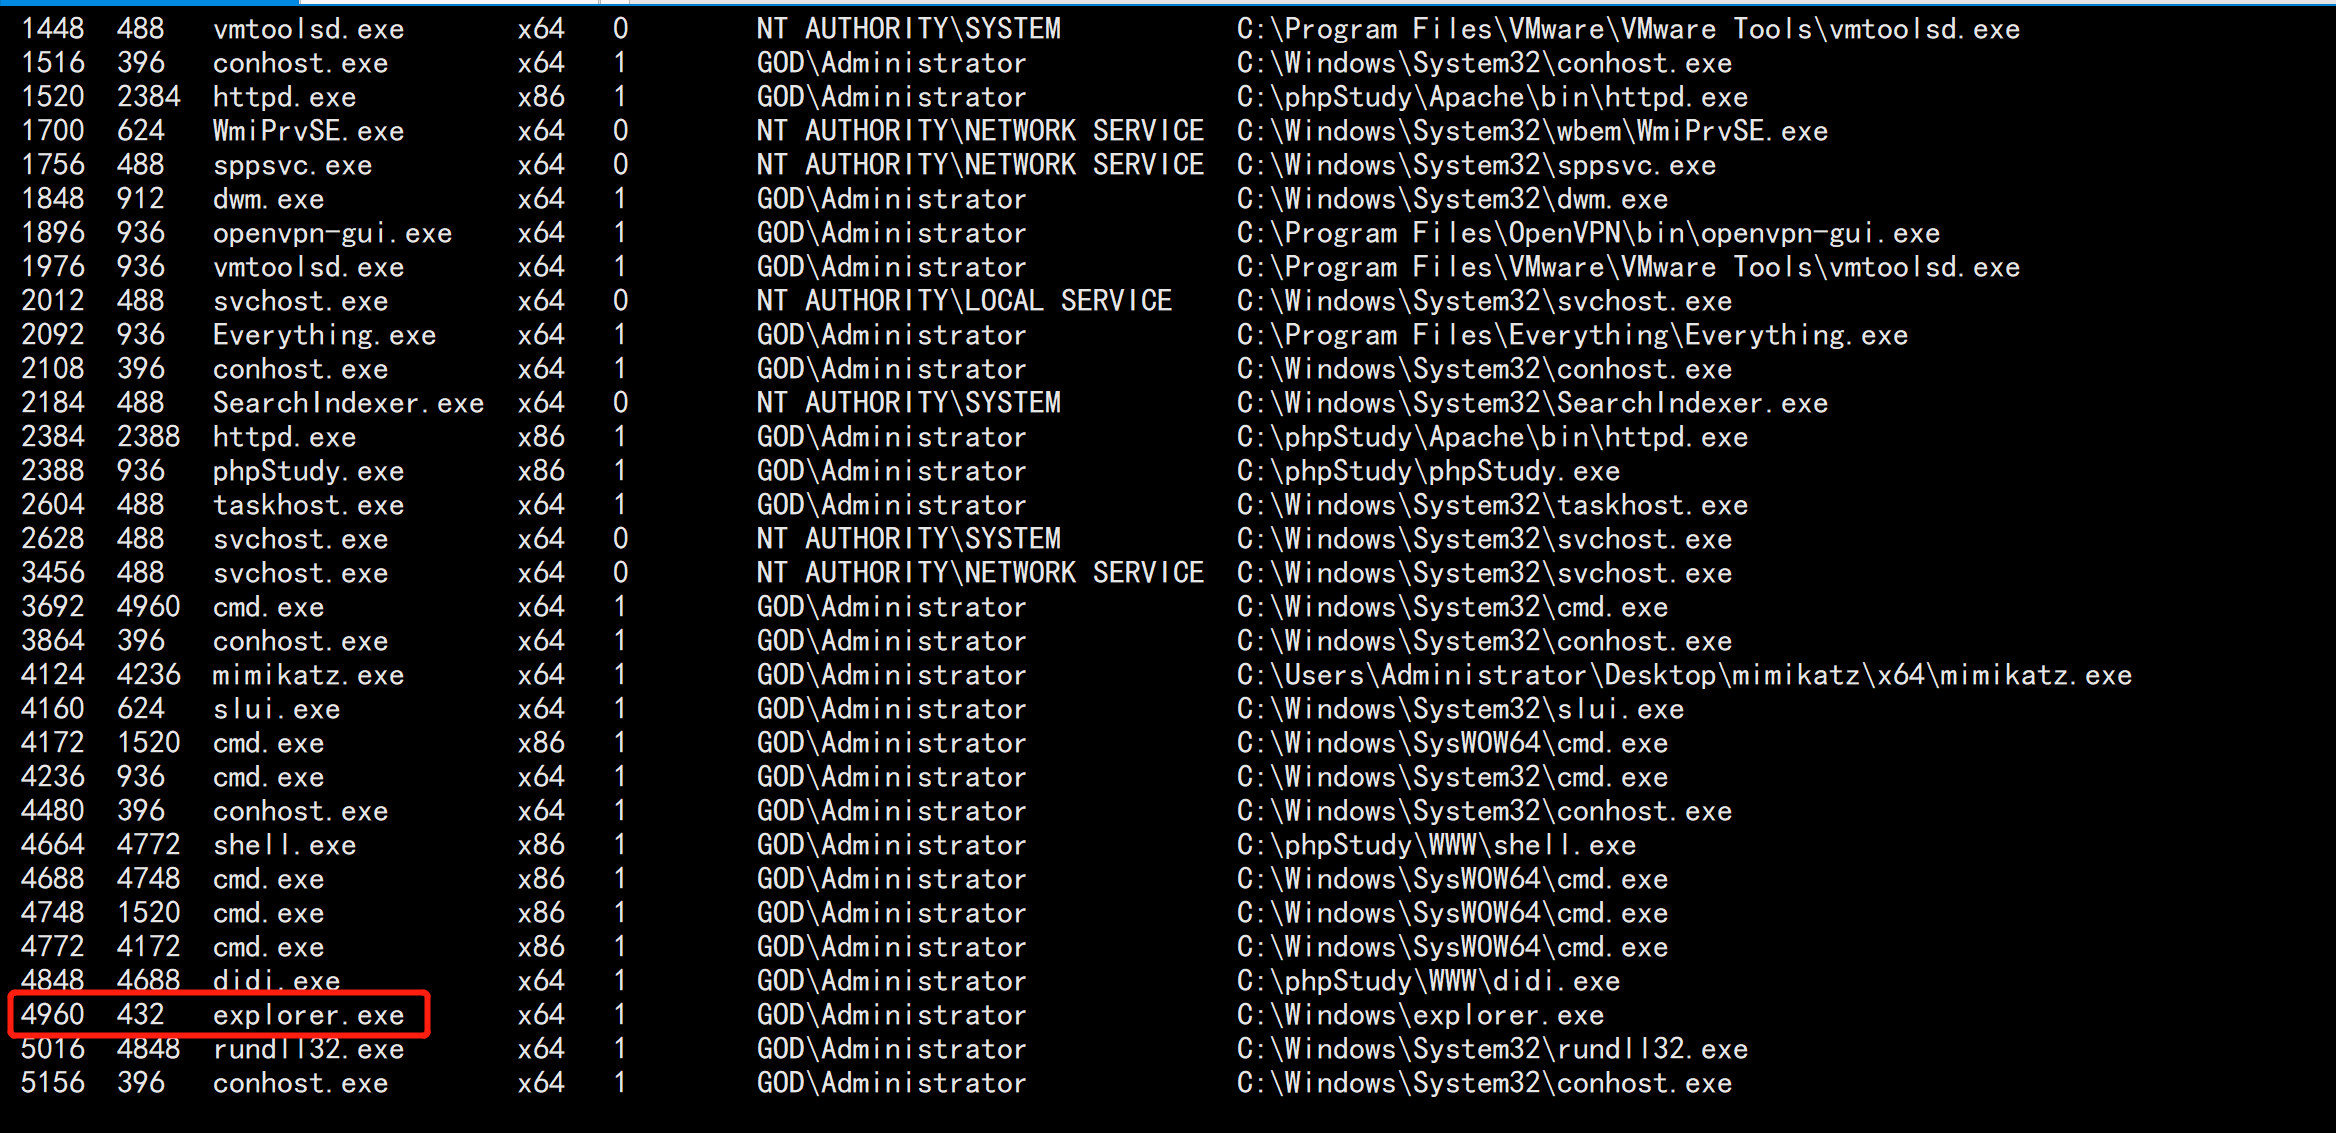 1448 488 vmtoolsd.exe x64 0 NT AUTHORITY\SYSTEM C:\Program Files\VMware\VMware Tools\vmtoolsd.exe
1516 396 conhost.exe x64 1 GOD\Administrator C:\Windows\System32\conhost.exe
1520 2384 httpd.exe x86 1 GOD\Administrator C:\phpStudy\Apache\bin\httpd.exe
1700 624 WmiPrvSE.exe x64 0 NT AUTHORITY\NETWORK SERVICE C:\Windows\System32\wbem\WmiPrvSE.exe
1756 488 sppsvc.exe x64 0 NT AUTHORITY\NETWORK SERVICE C:\Windows\System32\sppsvc.exe
1848 912 dwm.exe x64 1 GOD\Administrator C:\Windows\System32\dwm.exe
1896 936 openvpn-gui.exe x64 1 GOD\Administrator C:\Program Files\OpenVPN\bin\openvpn-gui.exe
1976 936 vmtoolsd.exe x64 1 GOD\Administrator C:\Program Files\VMware\VMware Tools\vmtoolsd.exe
2012 488 svchost.exe x64 0 NT AUTHORITY\LOCAL SERVICE C:\Windows\System32\svchost.exe
2092 936 Everything.exe x64 1 GOD\Administrator C:\Program Files\Everything\Everything.exe
2108 396 conhost.exe x64 1 GOD\Administrator C:\Windows\System32\conhost.exe
2184 488 SearchIndexer.exe x64 0 NT AUTHORITY\SYSTEM C:\Windows\System32\SearchIndexer.exe
2384 2388 httpd.exe x86 1 GOD\Administrator C:\phpStudy\Apache\bin\httpd.exe
2388 936 phpStudy.exe x86 1 GOD\Administrator C:\phpStudy\phpStudy.exe
2604 488 taskhost.exe x64 1 GOD\Administrator C:\Windows\System32\taskhost.exe
2628 488 svchost.exe x64 0 NT AUTHORITY\SYSTEM C:\Windows\System32\svchost.exe
3456 488 svchost.exe x64 0 NT AUTHORITY\NETWORK SERVICE C:\Windows\System32\svchost.exe
3692 4960 cmd.exe x64 1 GOD\Administrator C:\Windows\System32\cmd.exe
3864 396 conhost.exe x64 1 GOD\Administrator C:\Windows\System32\conhost.exe
4124 4236 mimikatz.exe x64 1 GOD\Administrator C:\Users\Administrator\Desktop\mimikatz\x64\mimikatz.exe
4160 624 slui.exe x64 1 GOD\Administrator C:\Windows\System32\slui.exe
4172 1520 cmd.exe x86 1 GOD\Administrator C:\Windows\SysWOW64\cmd.exe
4236 936 cmd.exe x64 1 GOD\Administrator C:\Windows\System32\cmd.exe
4480 396 conhost.exe x64 1 GOD\Administrator C:\Windows\System32\conhost.exe
4664 4772 shell.exe x86 1 GOD\Administrator C:\phpStudy\WWW\shell.exe
4688 4748 cmd.exe x86 1 GOD\Administrator C:\Windows\SysWOW64\cmd.exe
4748 1520 cmd.exe x86 1 GOD\Administrator C:\Windows\SysWOW64\cmd.exe
4772 4172 cmd.exe x86 1 GOD\Administrator C:\Windows\SysWOW64\cmd.exe
4848 4688 didi.exe x64 1 GOD\Administrator C:\phpStudy\WWW\didi.exe
4960 432 explorer.exe x64 1 GOD\Administrator C:\Windows\explorer.exe
5016 4848 rundll32.exe x64 1 GOD\Administrator C:\Windows\System32\rundll32.exe
5156 396 conhost.exe x64 1 GOD\Administrator C:\Windows\System32\conhost.exe